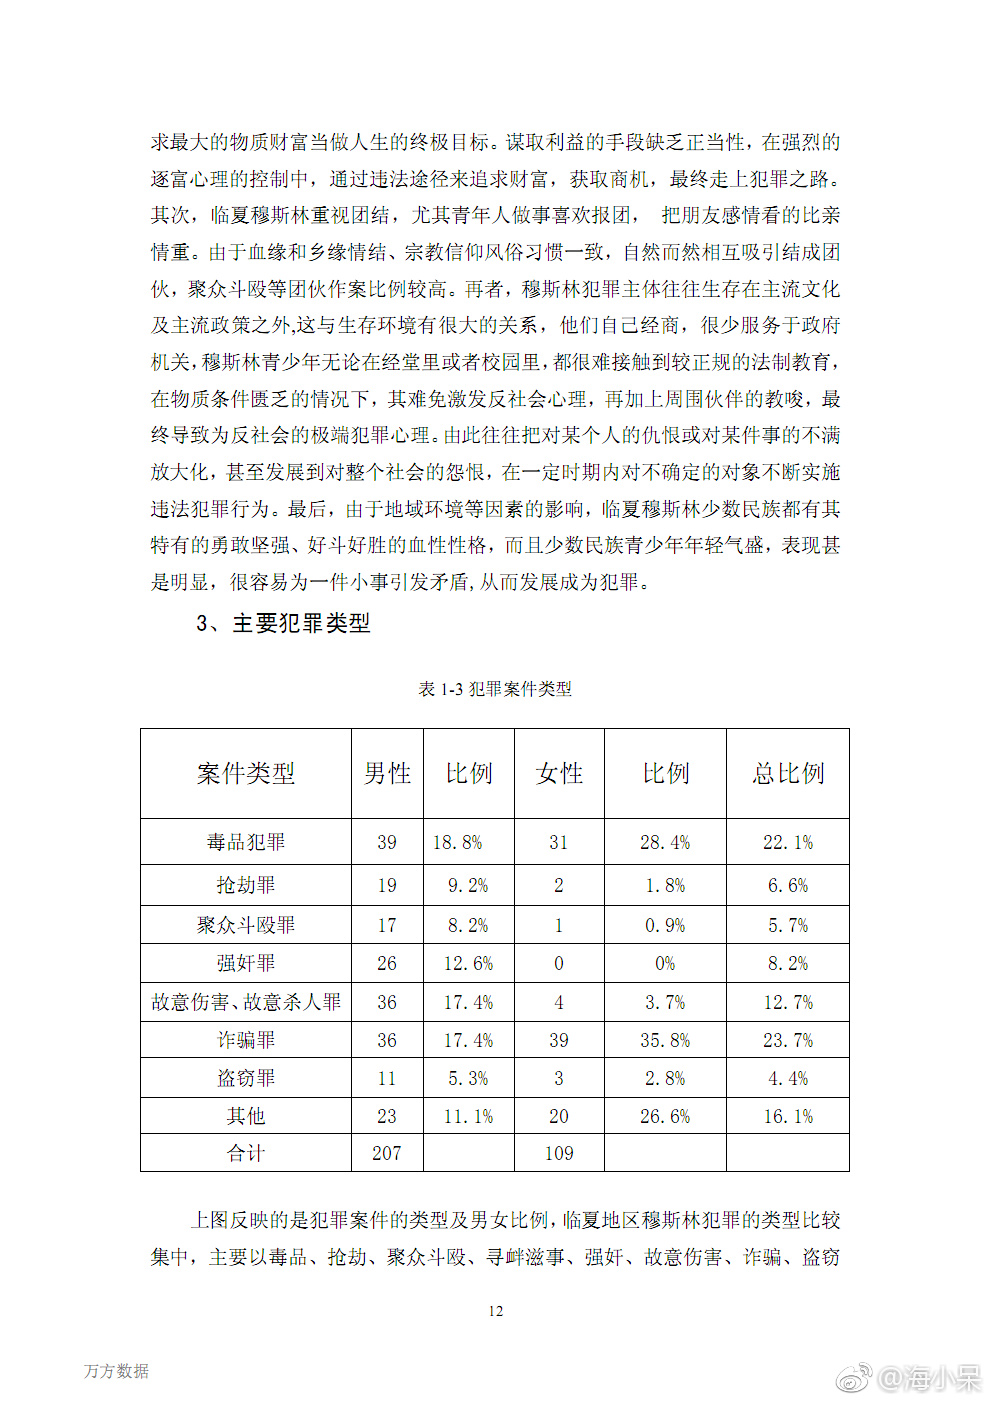 求最大的物质财富当做人生的终极目标。谋取利益的手段缺乏正当性，在强烈的
逐富心理的控制中，通过违法途径来追求财富，获取商机，最终走上犯罪之路。
其次，临夏穆斯林重视团结，尤其青年人做事喜欢报团， 把朋友感情看的比亲
情重。由于血缘和乡缘情结、宗教信仰风俗习惯一致，自然而然相互吸引结成团
伙，聚众斗殴等团伙作案比例较高。再者，穆斯林犯罪主体往往生存在主流文化
及主流政策之外,这与生存环境有很大的关系，他们自己经商，很少服务于政府
机关，穆斯林青少年无论在经堂里或者校园里，都很难接触到较正规的法制教育，
在物质条件匮乏的情况下，其难免激发反社会心理，再加上周围伙伴的教唆，最
终导致为反社会的极端犯罪心理。由此往往把对某个人的仇恨或对某件事的不满
放大化，甚至发展到对整个社会的怨恨，在一定时期内对不确定的对象不断实施
违法犯罪行为。最后，由于地域环境等因素的影响，临夏穆斯林少数民族都有其
特有的勇敢坚强、好斗好胜的血性性格，而且少数民族青少年年轻气盛，表现甚
是明显，很容易为一件小事引发矛盾,从而发展成为犯罪。
3、主要犯罪类型
表 1-3 犯罪案件类型
案件类型 男性 比例 女性 比例 总比例
毒品犯罪 39 18.8% 31 28.4% 22.1%
抢劫罪 19 9.2% 2 1.8% 6.6%
聚众斗殴罪 17 8.2% 1 0.9% 5.7%
强奸罪 26 12.6% 0 0% 8.2%
故意伤害、故意杀人罪 36 17.4% 4 3.7% 12.7%
诈骗罪 36 17.4% 39 35.8% 23.7%
盗窃罪 11 5.3% 3 2.8% 4.4%
其他 23 11.1% 20 26.6% 16.1%
合计 207 109
上图反映的是犯罪案件的类型及男女比例，临夏地区穆斯林犯罪的类型比较
集中，主要以毒品、抢劫、聚众斗殴、寻衅滋事、强奸、故意伤害、诈骗、盗窃
12
万方数据
@海小呆